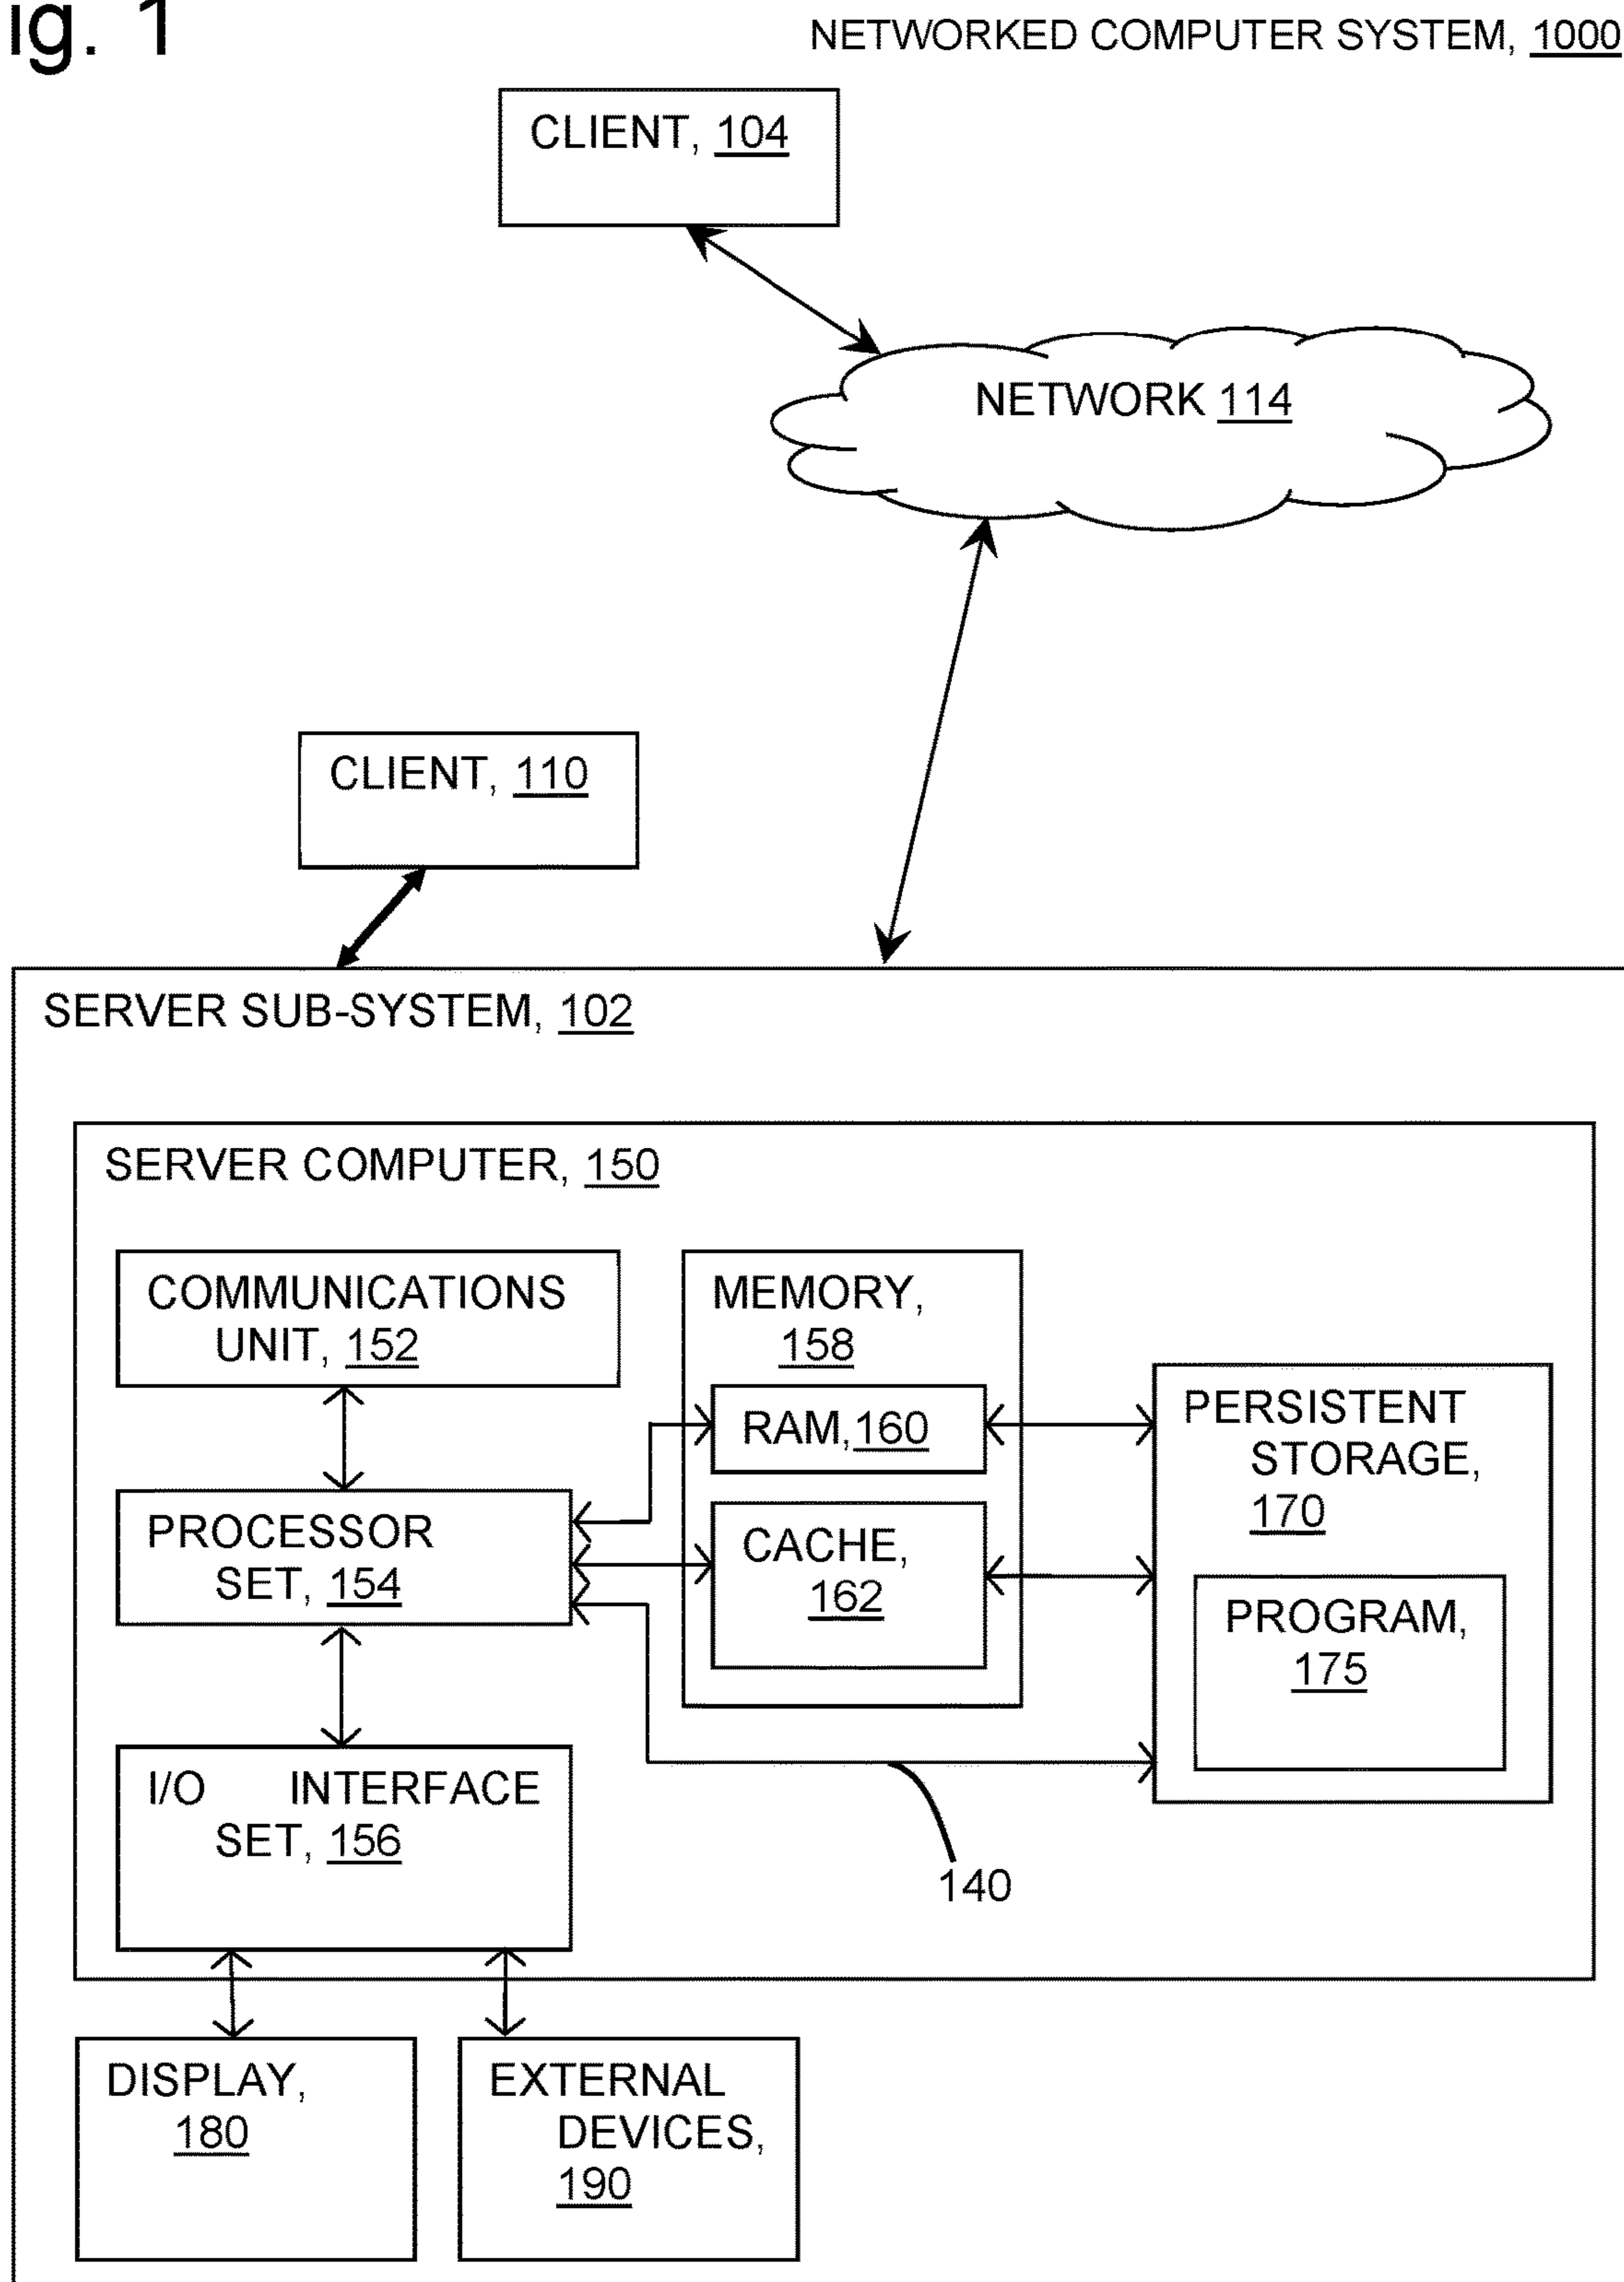 ig. 1
NETWORKED COMPUTER SYSTEM, 1000
CLIENT, 104
NETWORK 114
CLIENT, 110
SERVER SUB-SYSTEM, 102
SERVER COMPUTER, 150
COMMUNICATIONS
UNIT, 152
MEMORY,
158
RAM,160
CACHE,
162
PERSISTENT
STORAGE,
170
PROGRAM,
175
PROCESSOR
SET, 154
I/O INTERFACE
SET, 156
140
DISPLAY,
180
EXTERNAL
DEVICES,
190